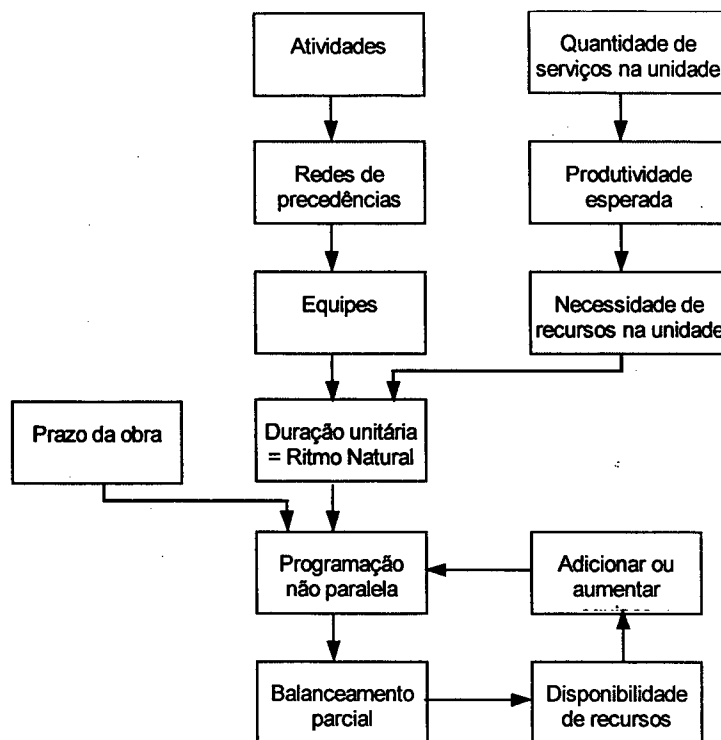 Atividades
Quantidade de
serviços na unidade
Redes de
precedências
Produtividade
esperada
Equipes
Necessidade de
recursos na unidade
Prazo da obra
Duração unitária
= Ritmo Natural
Programação
não paralela
Adicionar ou
aumentar
Balanceamento
parcial
Disponibilidade
de recursos